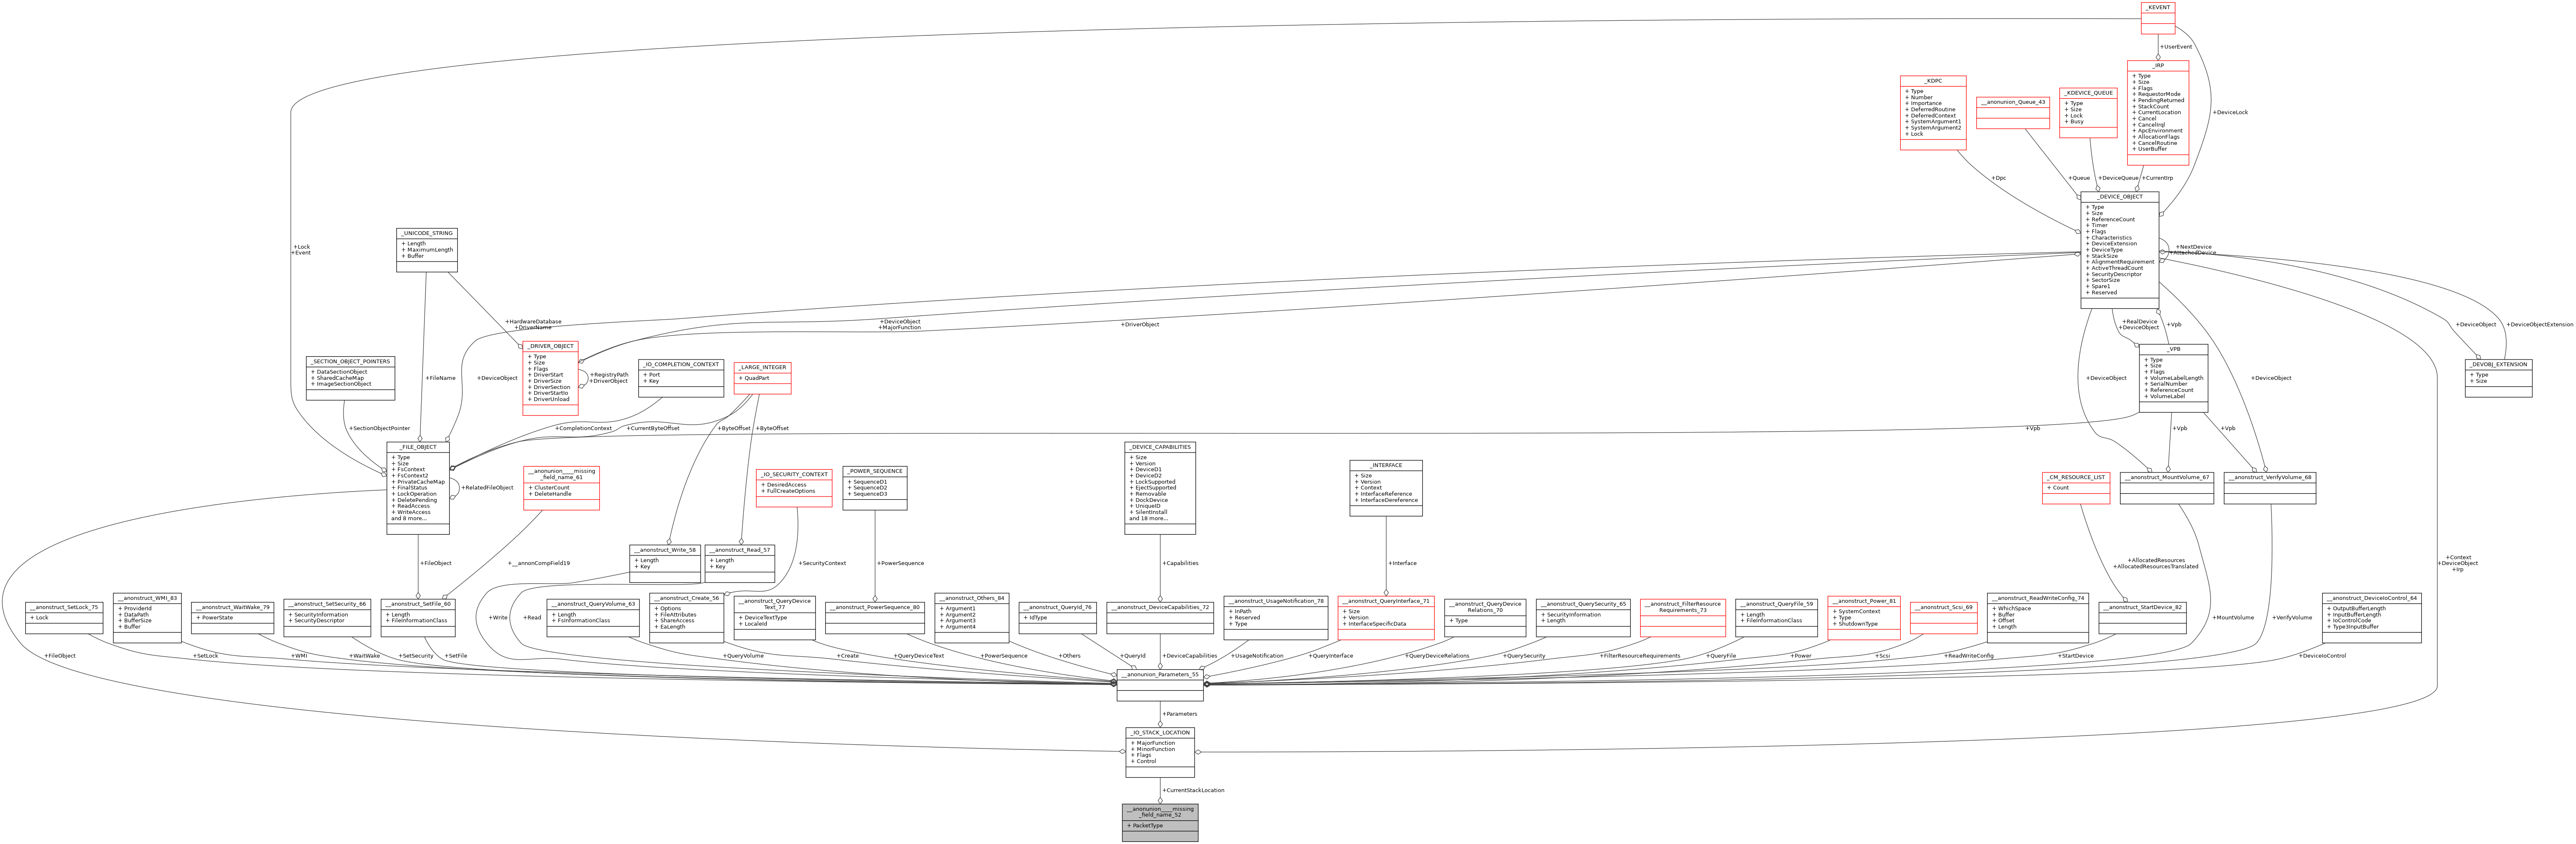 _KEVENT
+UserEvent
_IRP
+ Type
+ Size
+ Flags
+ RequestorMode
+ PendingReturned
+ StackCount
+ CurrentLocation
+ Cancel
+ CancelIrql
+ ApcEnvironment
+ AllocationFlags
+ CancelRoutine
+ UserBuffer
_KDPC
+ Type
+ Number
+ Importance
+ DeferredRoutine
+ DeferredContext
+ SystemArgument1
+ SystemArgument2
+ Lock
__anonunion_Queue_43
_KDEVICE_QUEUE
+ Type
+ Size
+ Lock
+ Busy
+DeviceLock
+Dpc
+Queue
+DeviceQueue
+CurrentIrp
_DEVICE_OBJECT
+ Type
+ Size
+ ReferenceCount
+ Timer
+ Flags
+ Characteristics
+ DeviceExtension
+ DeviceType
+ StackSize
+ AlignmentRequirement
+ ActiveThreadCount
+ SecurityDescriptor
+ SectorSize
+ Spare1
+ Reserved
+NextDevice
+AttachedDevice
+Lock
+Event
_UNICODE_STRING
+ Length
+ MaximumLength
+ Buffer
+HardwareDatabase
+DriverName
+DeviceObject
+MajorFunction
+DriverObject
+RealDevice
+DeviceObject
+Vpb
+DeviceObject
+DeviceObjectExtension
_DRIVER_OBJECT
+ Type
+ Size
+ Flags
+ DriverStart
+ DriverSize
+ DriverSection
+ DriverStartIo
+ DriverUnload
+RegistryPath
+DriverObject
_VPB
+ Type
+ Size
+ Flags
+ VolumeLabelLength
+ SerialNumber
+ ReferenceCount
+ VolumeLabel
_SECTION_OBJECT_POINTERS
+ DataSectionObject
+ SharedCacheMap
+ ImageSectionObject
_IO_COMPLETION_CONTEXT
+ Port
+ Key
_LARGE_INTEGER
+ QuadPart
_DEVOBJ_EXTENSION
+ Type
+ Size
+FileName
+DeviceObject
+DeviceObject
+DeviceObject
+SectionObjectPointer
+CompletionContext
+CurrentByteOffset
+ByteOffset
+ByteOffset
+Vpb
+Vpb
+Vpb
_FILE_OBJECT
+ Type
+ Size
+ FsContext
+ FsContext2
+ PrivateCacheMap
+ FinalStatus
+ LockOperation
+ DeletePending
+ ReadAccess
+ WriteAccess
and 8 more...
+RelatedFileObject
__anonunion____missing
_field_name_61
+ ClusterCount
+ DeleteHandle
_IO_SECURITY_CONTEXT
+ DesiredAccess
+ FullCreateOptions
_POWER_SEQUENCE
+ SequenceD1
+ SequenceD2
+ SequenceD3
_DEVICE_CAPABILITIES
+ Size
+ Version
+ DeviceD1
+ DeviceD2
+ LockSupported
+ EjectSupported
+ Removable
+ DockDevice
+ UniqueID
+ SilentInstall
and 18 more...
_INTERFACE
+ Size
+ Version
+ Context
+ InterfaceReference
+ InterfaceDereference
_CM_RESOURCE_LIST
+ Count
__anonstruct_MountVolume_67
__anonstruct_VerifyVolume_68
__anonstruct_Write_58
+ Length
+ Key
__anonstruct_Read_57
+ Length
+ Key
+FileObject
+__annonCompField19
+SecurityContext
+PowerSequence
+Capabilities
+Interface
+AllocatedResources
+AllocatedResourcesTranslated
+Context
+DeviceObject
+Irp
__anonstruct_SetLock_75
+ Lock
__anonstruct_WMI_83
+ ProviderId
+ DataPath
+ BufferSize
+ Buffer
__anonstruct_WaitWake_79
+ PowerState
__anonstruct_SetSecurity_66
+ SecurityInformation
+ SecurityDescriptor
__anonstruct_SetFile_60
+ Length
+ FileInformationClass
+Write
+Read
__anonstruct_QueryVolume_63
+ Length
+ FsInformationClass
__anonstruct_Create_56
+ Options
+ FileAttributes
+ ShareAccess
+ EaLength
__anonstruct_QueryDevice
Text_77
+ DeviceTextType
+ LocaleId
__anonstruct_PowerSequence_80
__anonstruct_Others_84
+ Argument1
+ Argument2
+ Argument3
+ Argument4
__anonstruct_QueryId_76
+ IdType
__anonstruct_DeviceCapabilities_72
__anonstruct_UsageNotification_78
+ InPath
+ Reserved
+ Type
__anonstruct_QueryInterface_71
+ Size
+ Version
+ InterfaceSpecificData
__anonstruct_QueryDevice
Relations_70
+ Type
__anonstruct_QuerySecurity_65
+ SecurityInformation
+ Length
__anonstruct_FilterResource
Requirements_73
__anonstruct_QueryFile_59
+ Length
+ FileInformationClass
__anonstruct_Power_81
+ SystemContext
+ Type
+ ShutdownType
__anonstruct_Scsi_69
__anonstruct_ReadWriteConfig_74
+ WhichSpace
+ Buffer
+ Offset
+ Length
__anonstruct_StartDevice_82
+MountVolume
+VerifyVolume
__anonstruct_DeviceIoControl_64
+ OutputBufferLength
+ InputBufferLength
+ IoControlCode
+ Type3InputBuffer
+FileObject
+SetLock
+WMI
+WaitWake
+SetSecurity
+SetFile
+QueryVolume
+Create
+QueryDeviceText
+PowerSequence
+Others
+QueryId
+DeviceCapabilities
+UsageNotification
+QueryInterface
+QueryDeviceRelations
+QuerySecurity
+FilterResourceRequirements
+QueryFile
+Power
+Scsi
+ReadWriteConfig
+StartDevice
+DeviceIoControl
__anonunion_Parameters_55
+Parameters
_IO_STACK_LOCATION
+ MajorFunction
+ MinorFunction
+ Flags
+ Control
+CurrentStackLocation
__anonunion____missing
_field_name_52
+ PacketType